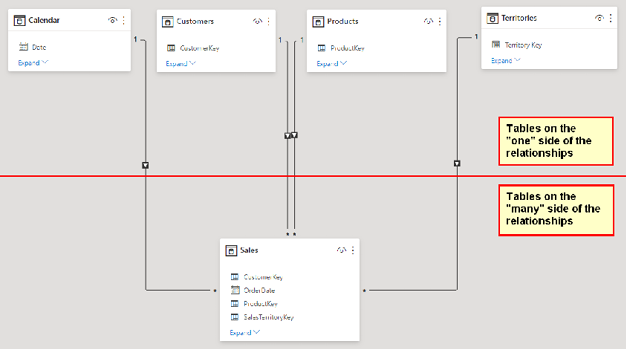 Calendar
Date
Expand
Customers
CustomerKey
Expand
Products
ProductKey
Expand
Territories
Territory Key
Expand
1
1
1
1
Tables on the
"one" side of the
relationships
Tables on the
"many" side of the
relationships
*
*
*
*
Sales
CustomerKey
OrderDate
ProductKey
SalesTerritoryKey
Expand